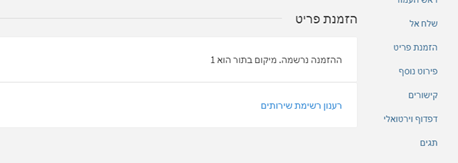 ראש העמוד
שלח אל
הזמנת פריט
פירוט נוסף
קישורים
דפדוף וירטואלי
תגים
הזמנת פריט
ההזמנה נרשמה. מיקום בתור הוא 1
רענון רשימת שירותים